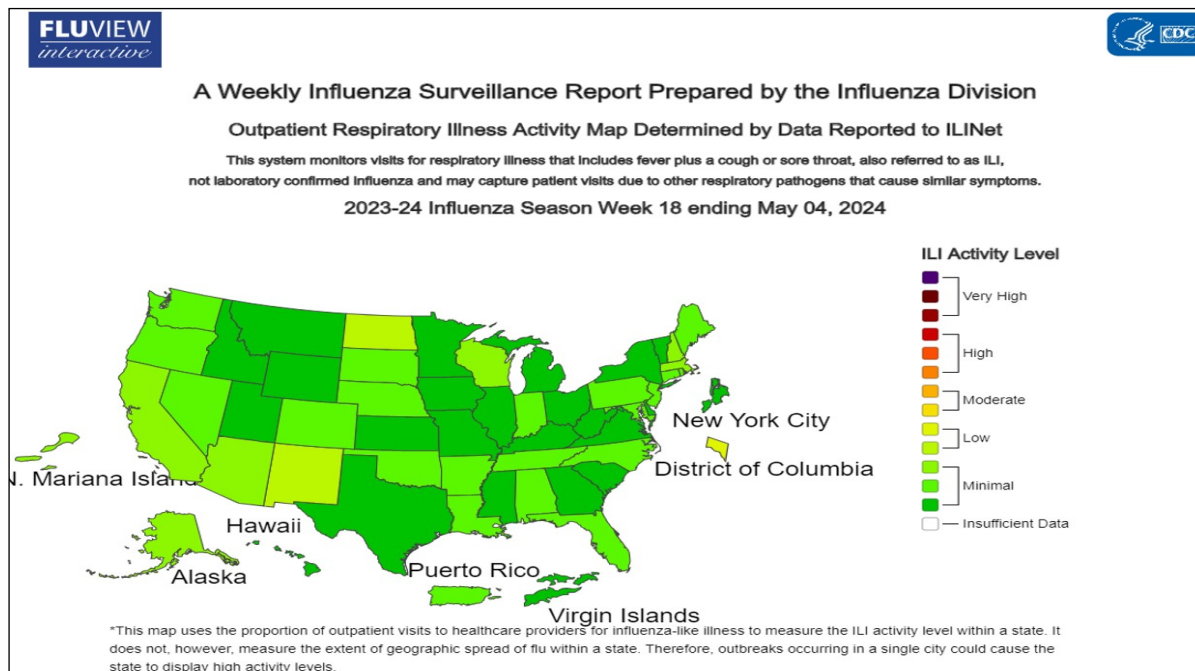 FLUVIEW
interactive
CDC
A Weekly Influenza Surveillance Report Prepared by the Influenza Division
Outpatient Respiratory Illness Activity Map Determined by Data Reported to ILINet
This system monitors visits for respiratory illness that includes fever plus a cough or sore throat, also referred to as ILI,
not laboratory confirmed influenza and may capture patient visits due to other respiratory pathogens that cause similar symptoms.
2023-24 Influenza Season Week 18 ending May 04, 2024
ILI Activity Level
Very High
High
Moderate
Low
Minimal
Insufficient Data
New York City
District of Columbia
N. Mariana Island
Hawaii
Alaska
Puerto Rico
Virgin Islands
*This map uses the proportion of outpatient visits to healthcare providers for influenza-like illness to measure the ILI activity level within a state. It
does not, however, measure the extent of geographic spread of flu within a state. Therefore, outbreaks occurring in a single city could cause the
state to display high activity levels.